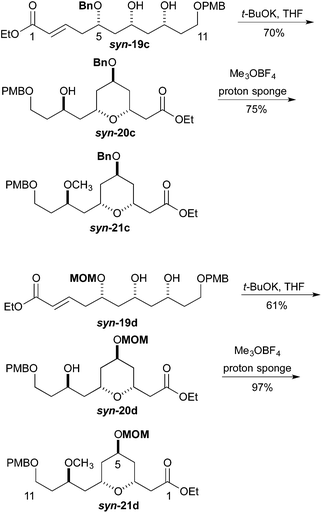 BnO OH OH OPMB
O
EtO
1 5 11
syn-19c
t-BuOK, THF
70%
OBn
PMBO OH O
O OEt
syn-20c
Me3OBF4
proton sponge
75%
OBn
PMBO OCH3 O
O OEt
syn-21c
MOMO OH OH OPMB
O
EtO
syn-19d
t-BuOK, THF
61%
OMOM
PMBO OH O
O OEt
syn-20d
Me3OBF4
proton sponge
97%
OMOM
5
PMBO OCH3 O
11 O 1 OEt
syn-21d